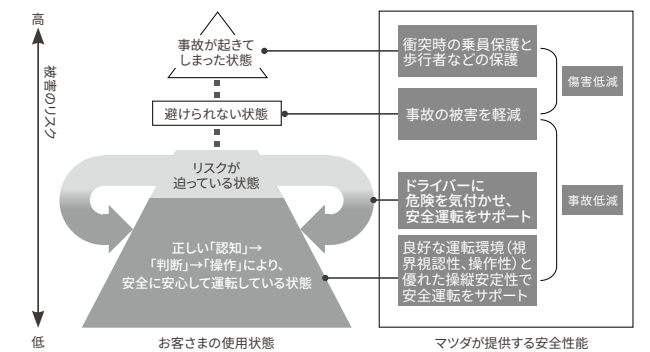 高
被害のリスク
低
事故が起きて
しまった状態
避けられない状態
リスクが
迫っている状態
正しい「認知」→
「判断」→「操作」により、
安全に安心して運転している状態
お客さまの使用状態
衝突時の乗員保護と
歩行者などの保護
事故の被害を軽減
ドライバーに
危険を気付かせ、
安全運転をサポート
良好な運転環境（視
界視認性、操作性）と
優れた操縦安定性で
安全運転をサポート
傷害低減
事故低減
マツダが提供する安全性能